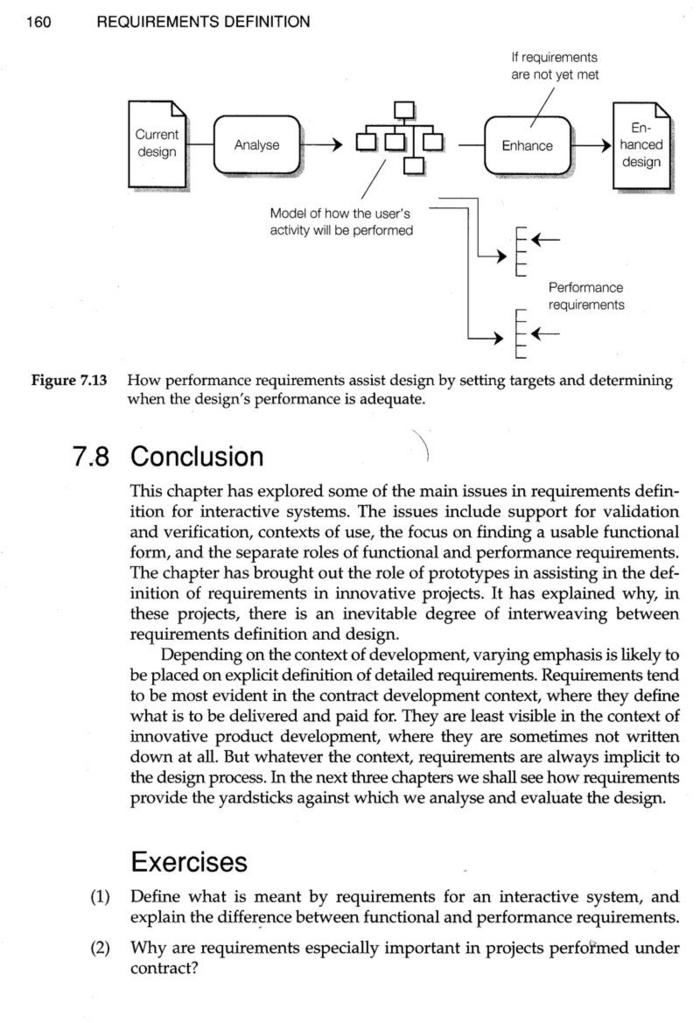 160 REQUIREMENTS DEFINITION
If requirements
are not yet met
Current
design
Analyse
Enhance
En-
hanced
design
Model of how the user's
activity will be performed
Performance
requirements
Figure 7.13 How performance requirements assist design by setting targets and determining
when the design's performance is adequate.
7.8 Conclusion
This chapter has explored some of the main issues in requirements defin-
ition for interactive systems. The issues include support for validation
and verification, contexts of use, the focus on finding a usable functional
form, and the separate roles of functional and performance requirements.
The chapter has brought out the role of prototypes in assisting in the def-
inition of requirements in innovative projects. It has explained why, in
these projects, there is an inevitable degree of interweaving between
requirements definition and design.
Depending on the context of development, varying emphasis is likely to
be placed on explicit definition of detailed requirements. Requirements tend
to be most evident in the contract development context, where they define
what is to be delivered and paid for. They are least visible in the context of
innovative product development, where they are sometimes not written
down at all. But whatever the context, requirements are always implicit to
the design process. In the next three chapters we shall see how requirements
provide the yardsticks against which we analyse and evaluate the design.
Exercises
(1) Define what is meant by requirements for an interactive system, and
explain the difference between functional and performance requirements.
(2) Why are requirements especially important in projects performed under
contract?